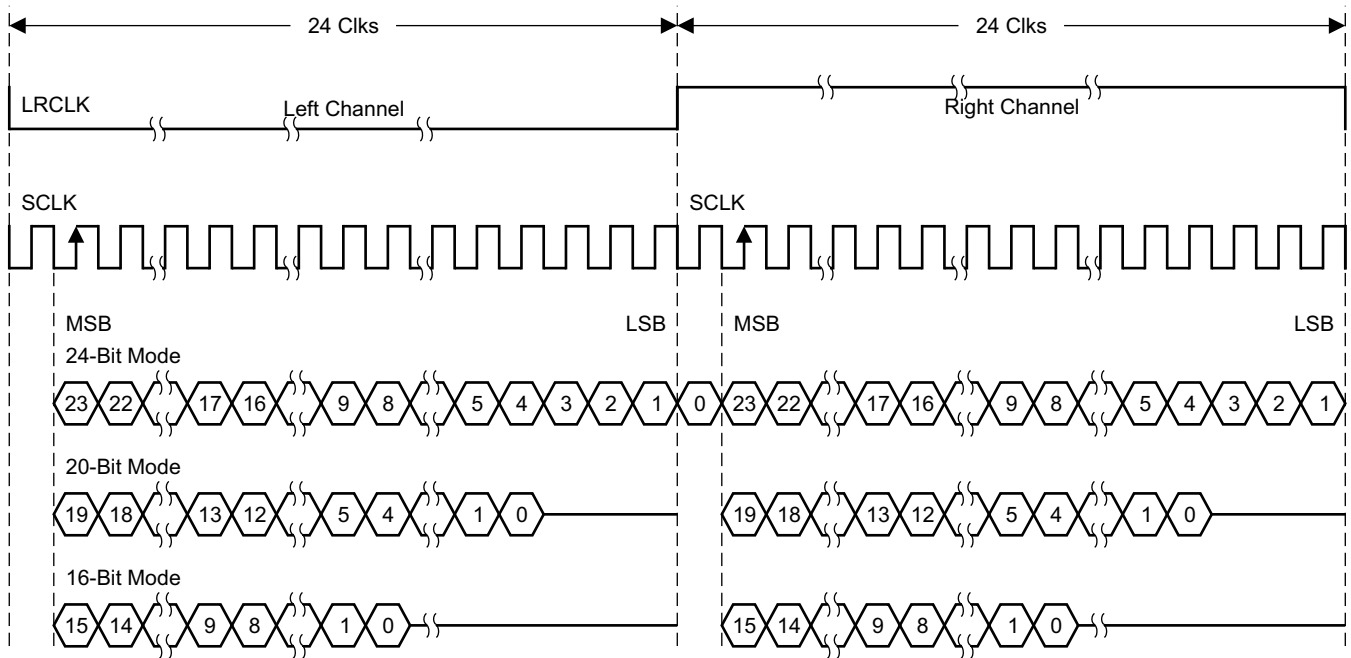 24 Clks 24 Clks
LRCLK Left Channel Right Channel
SCLK SCLK
MSB LSB MSB LSB
24-Bit Mode
23 22 17 16 9 8 5 4 3 2 1 0 23 22 17 16 9 8 5 4 3 2 1
20-Bit Mode
19 18 13 12 5 4 1 0 19 18 13 12 5 4 1 0
16-Bit Mode
15 14 9 8 1 0 15 14 9 8 1 0